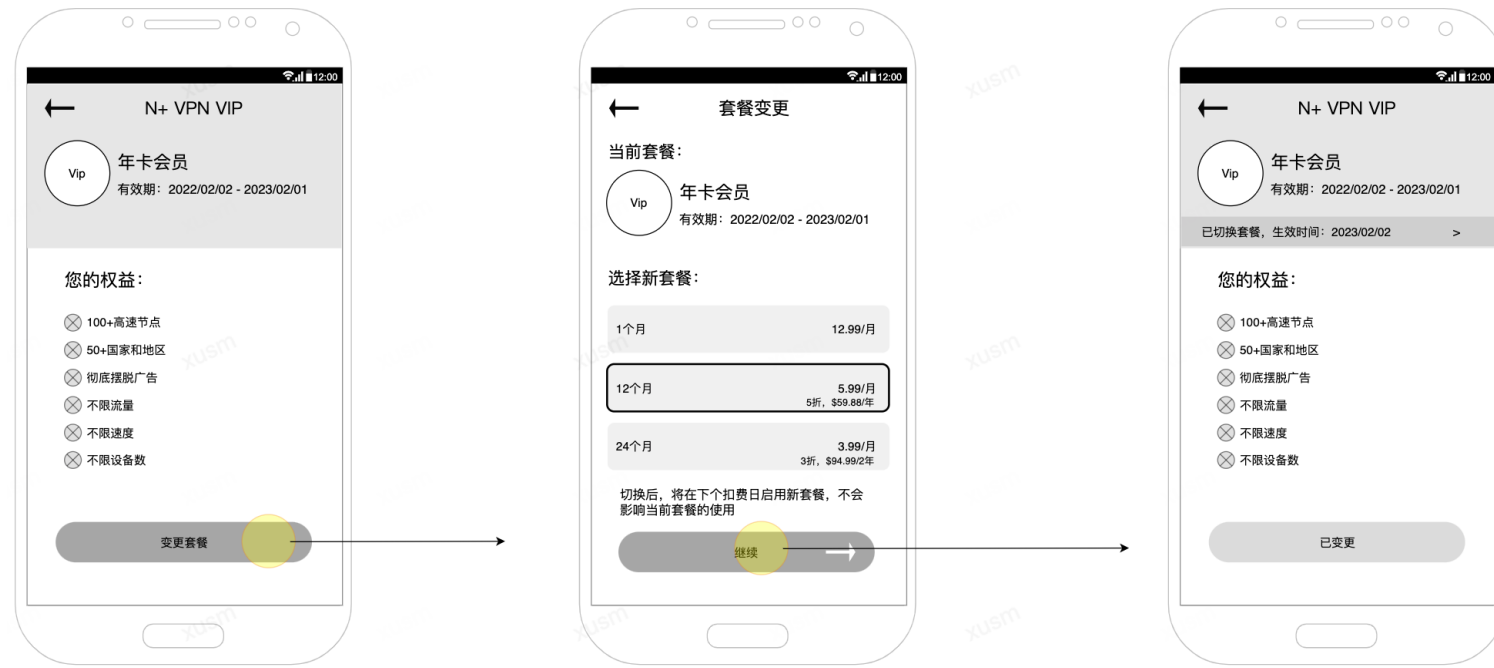 12:00
N+ VPN VIP
Vip
年卡会员
有效期：2022/02/02 - 2023/02/01
您的权益：
100+高速节点
50+国家和地区
彻底摆脱广告
不限流量
不限速度
不限设备数
变更套餐
12:00
套餐变更
当前套餐：
Vip
年卡会员
有效期：2022/02/02 - 2023/02/01
选择新套餐：
1个月 12.99/月
12个月 5.99/月
5折，$59.88/年
24个月 3.99/月
3折，$94.99/2年
切换后，将在下个扣费日启用新套餐，不会
影响当前套餐的使用
继续
12:00
N+ VPN VIP
Vip
年卡会员
有效期：2022/02/02 - 2023/02/01
已切换套餐，生效时间：2023/02/02 >
您的权益：
100+高速节点
50+国家和地区
彻底摆脱广告
不限流量
不限速度
不限设备数
已变更
xusm
xusm
xusm
xusm
xusm
xusm
xusm
xusm
xusm